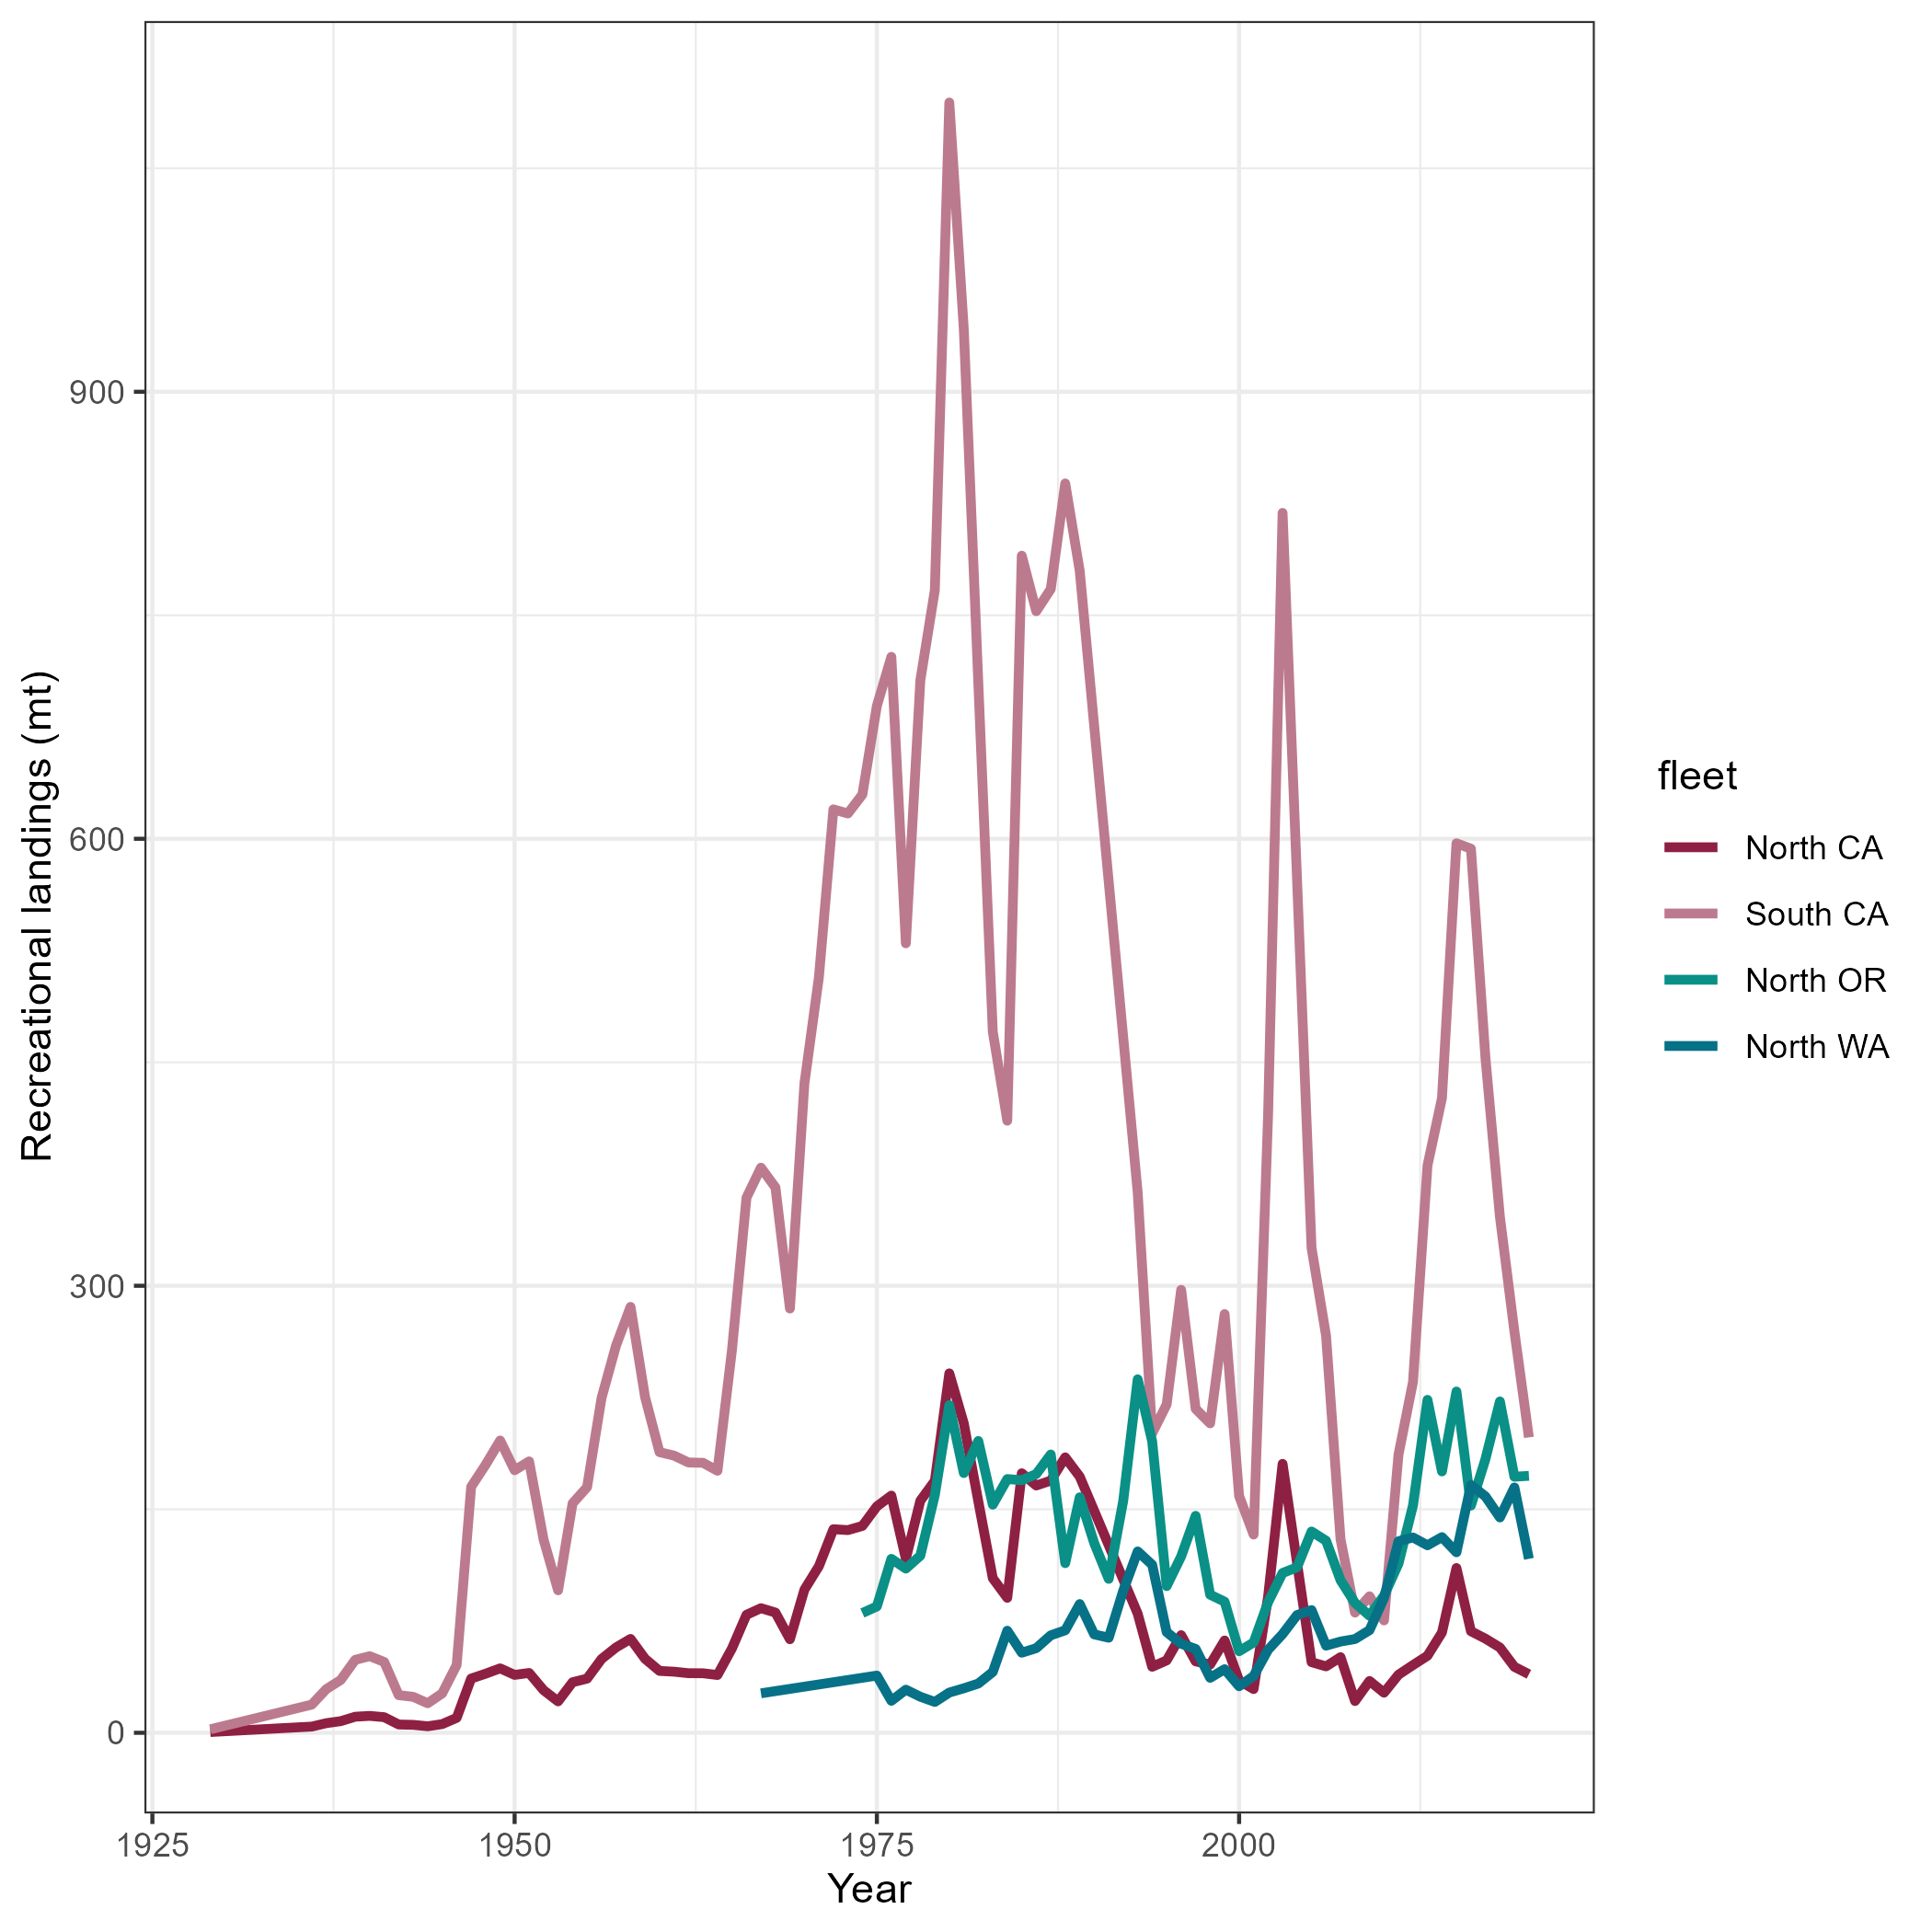 Recreational landings (mt)
900
600
300
0
1925
1950
1975
2000
Year
fleet
North CA
South CA
North OR
North WA